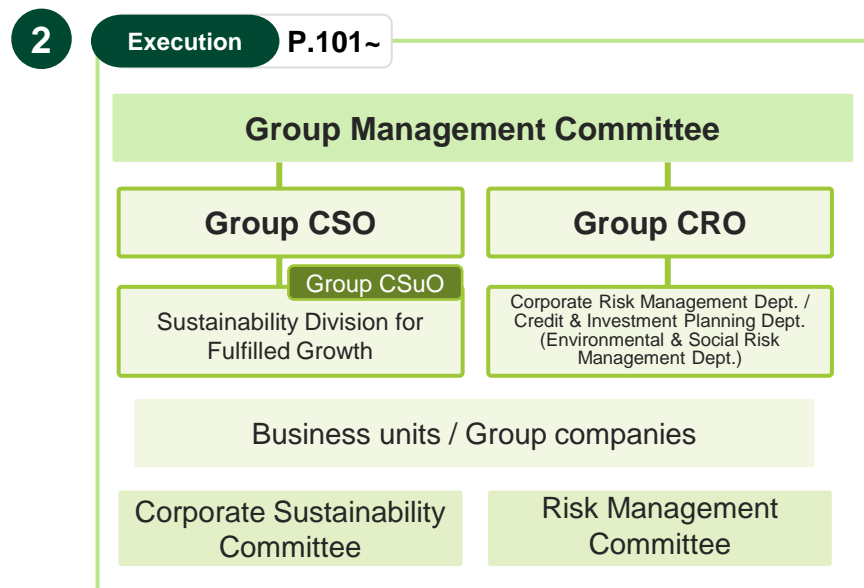 2
Execution
P.101~
Group Management Committee
Group CSO
Group CRO
Group CSuO
Sustainability Division for
Fulfilled Growth
Corporate Risk Management Dept. /
Credit & Investment Planning Dept.
(Environmental & Social Risk
Management Dept.)
Business units / Group companies
Corporate Sustainability
Committee
Risk Management
Committee